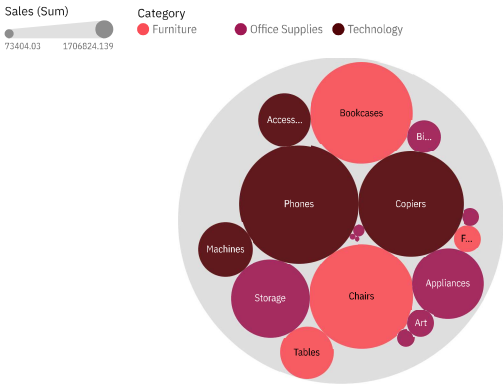 Sales (Sum)
73404.03
1706824.139
Category
Furniture
Office Supplies
Technology
Bookcases
Access...
Bi...
Phones
Copiers
F...
Machines
Storage
Chairs
Appliances
Art
Tables